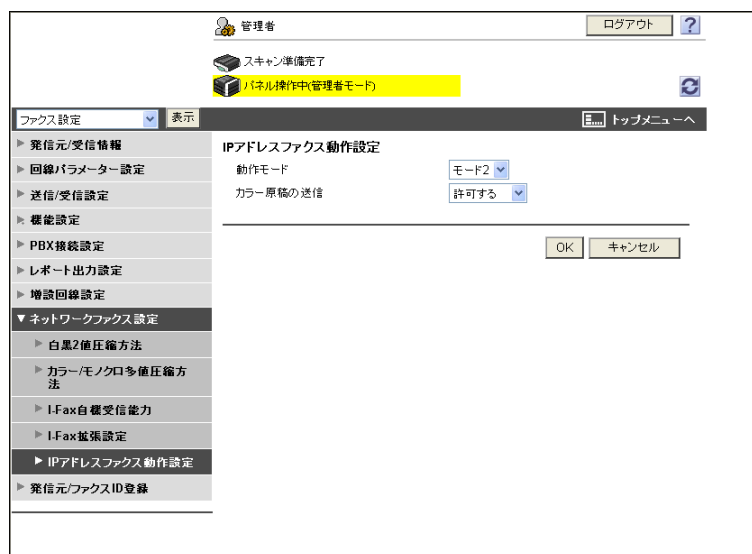 管理者
ログアウト
?
スキャン準備完了
パネル操作中(管理者モード)
ファクス設定
表示
トップメニューへ
発信元/受信情報
回線パラメーター設定
送信/受信設定
機能設定
PBX接続設定
レポート出力設定
増設回線設定
ネットワークファクス設定
白黒2値圧縮方法
カラー/モノクロ多値圧縮方
法
I-Fax自機受信能力
I-Fax拡張設定
IPアドレスファクス動作設定
発信元/ファクスID登録
IPアドレスファクス動作設定
動作モード
モード2
カラー原稿の送信
許可する
OK
キャンセル